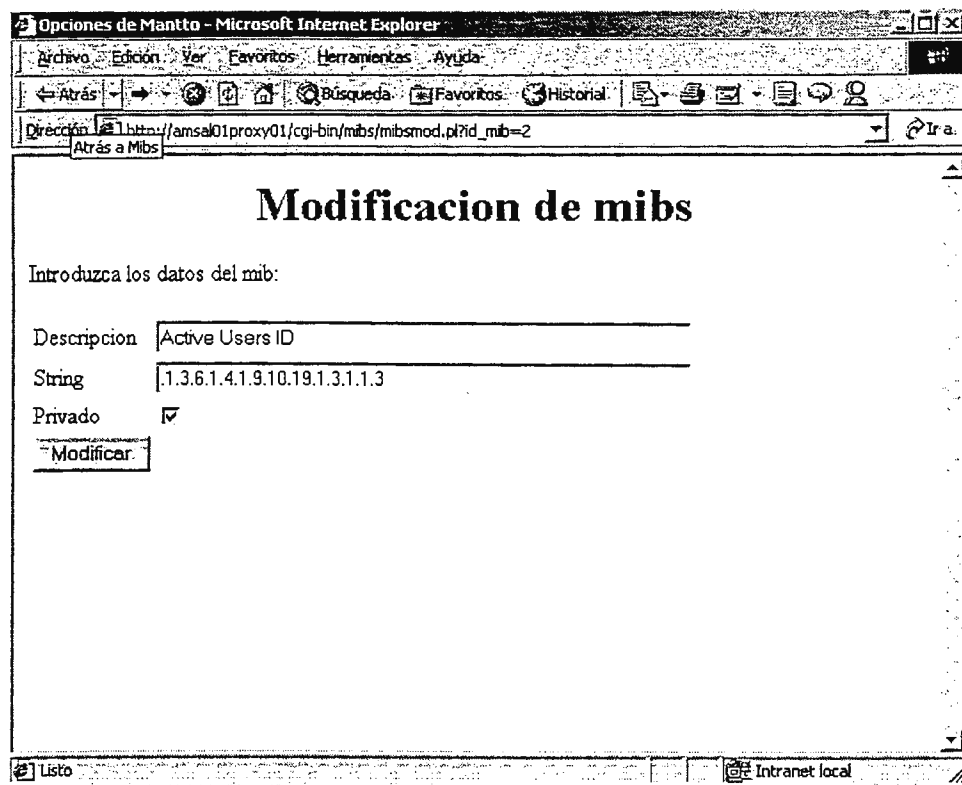 Opciones de Mantto - Microsoft Internet Explorer
Archivo Edición Ver Favoritos Herramientas Ayuda
Atrás Búsqueda Favoritos Historial
Dirección http://amsal01proxy01/cgi-bin/mibs/mibsmod.pl?id_mib=2 Ir a
Atrás a Mibs
Modificacion de mibs
Introduzca los datos del mib:
Descripcion Active Users ID
String .1.3.6.1.4.1.9.10.19.1.3.1.1.3
Privado
Modificar
Listo Intranet local